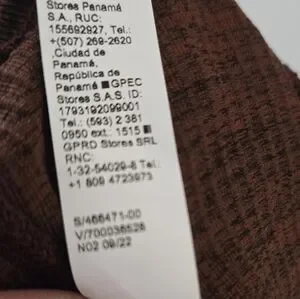 Stores Panamá
S.A., RUC:
155692927, Tel.:
+(507) 269-2620
,Ciudad de
Panamá,
República de
Panamá ■GPEC
Stores S.A.S. ID:
1793192099001
Tel.: (593) 2 381
0950 ext.: 1515 ■
GPRD Stores SRL
RNC:
1-32-54029-8 Tel.:
+1 809 4723973
S/466471-00
V/700036528
N02 09/22